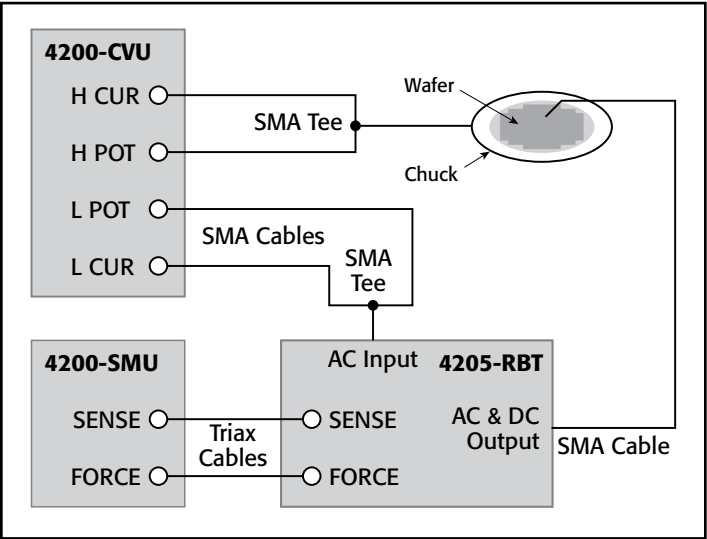 4200-CVU
H CUR
H POT
L POT
L CUR
SMA Tee
Wafer
Chuck
SMA Cables
SMA
Tee
4200-SMU
SENSE
FORCE
Triax
Cables
AC Input
4205-RBT
SENSE
FORCE
AC & DC
Output
SMA Cable